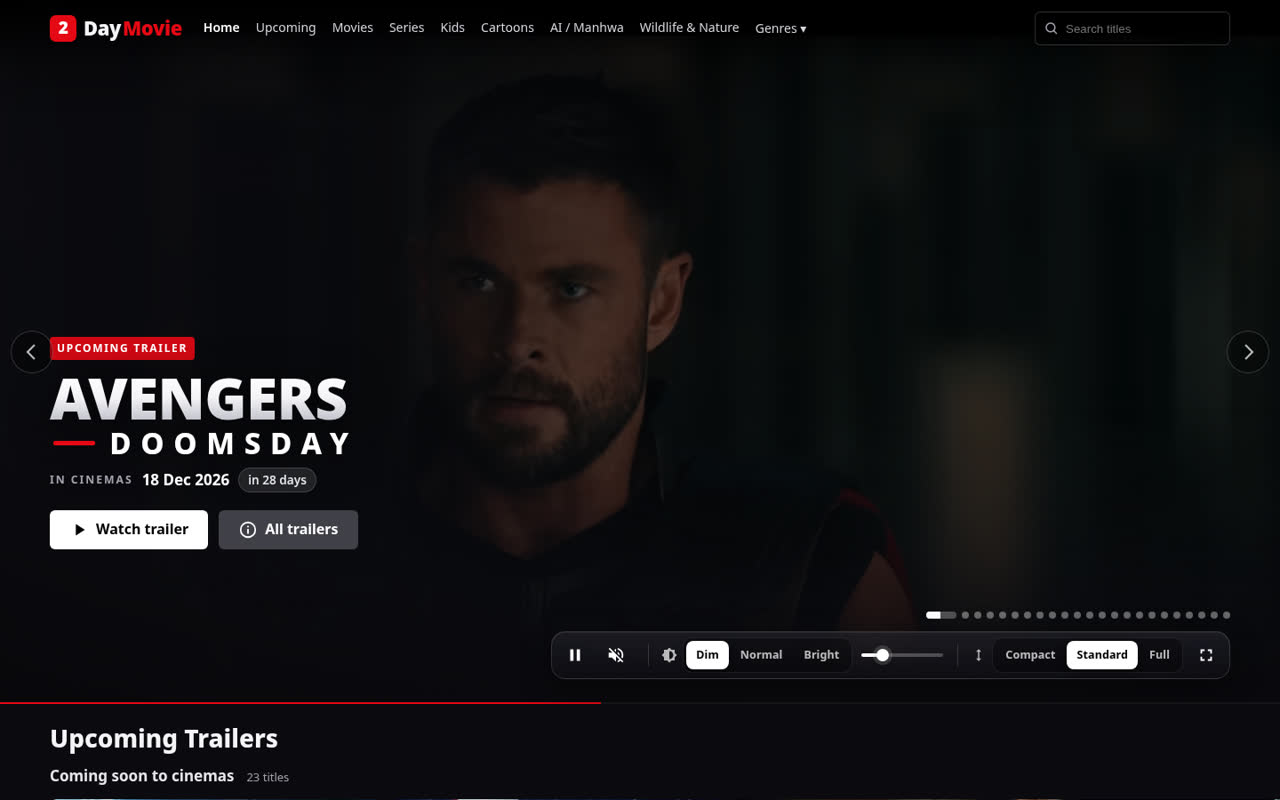 2 DayMovie Home Upcoming Movies Series Kids Cartoons AI / Manhwa Wildlife & Nature Genres ▾ Search titles
UPCOMING TRAILER
AVENGERS
DOOMSDAY
IN CINEMAS 18 Dec 2026 in 28 days
Watch trailer All trailers
Dim Normal Bright Compact Standard Full
Upcoming Trailers
Coming soon to cinemas 23 titles